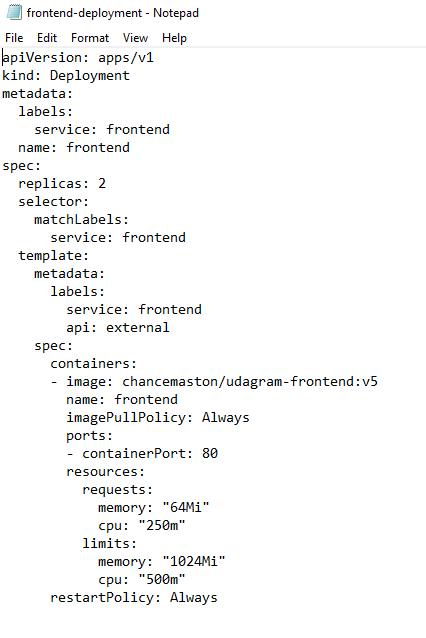 frontend-deployment - Notepad
File Edit Format View Help
apiVersion: apps/v1
kind: Deployment
metadata:
  labels:
    service: frontend
  name: frontend
spec:
  replicas: 2
  selector:
    matchLabels:
      service: frontend
  template:
    metadata:
      labels:
        service: frontend
        api: external
    spec:
      containers:
      - image: chancemaston/udagram-frontend:v5
        name: frontend
        imagePullPolicy: Always
        ports:
        - containerPort: 80
        resources:
          requests:
            memory: "64Mi"
            cpu: "250m"
          limits:
            memory: "1024Mi"
            cpu: "500m"
      restartPolicy: Always